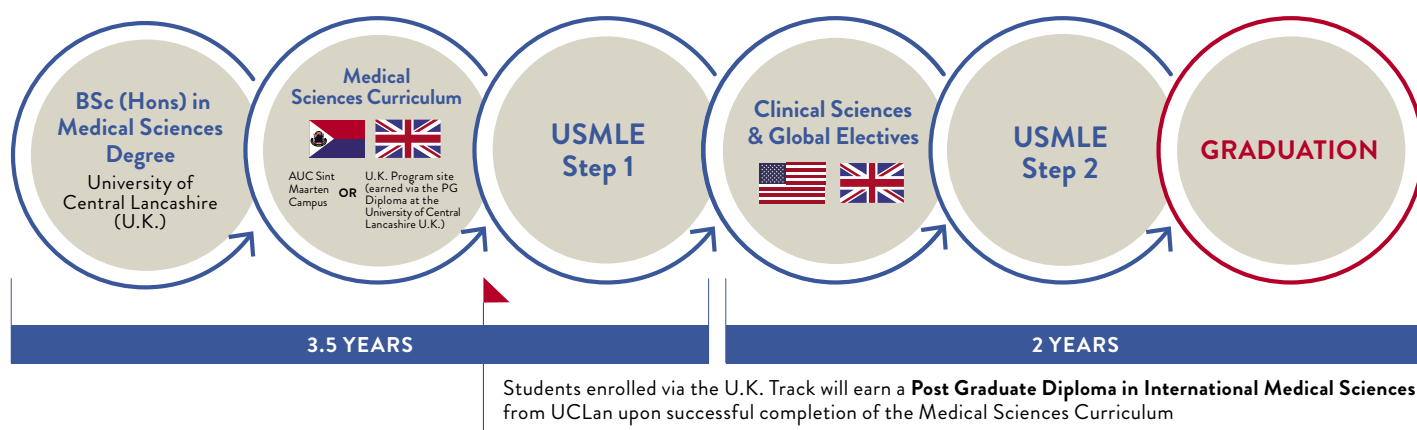 BSc (Hons) in
Medical Sciences
Degree
University of
Central Lancashire
(U.K.)
Medical
Sciences Curriculum
AUC Sint
Maarten
Campus
OR
U.K. Program site
(earned via the PG
Diploma at the
University of Central
Lancashire U.K.)
USMLE
Step 1
Clinical Sciences
& Global Electives
USMLE
Step 2
GRADUATION
3.5 YEARS
2 YEARS
Students enrolled via the U.K. Track will earn a Post Graduate Diploma in International Medical Sciences
from UCLan upon successful completion of the Medical Sciences Curriculum